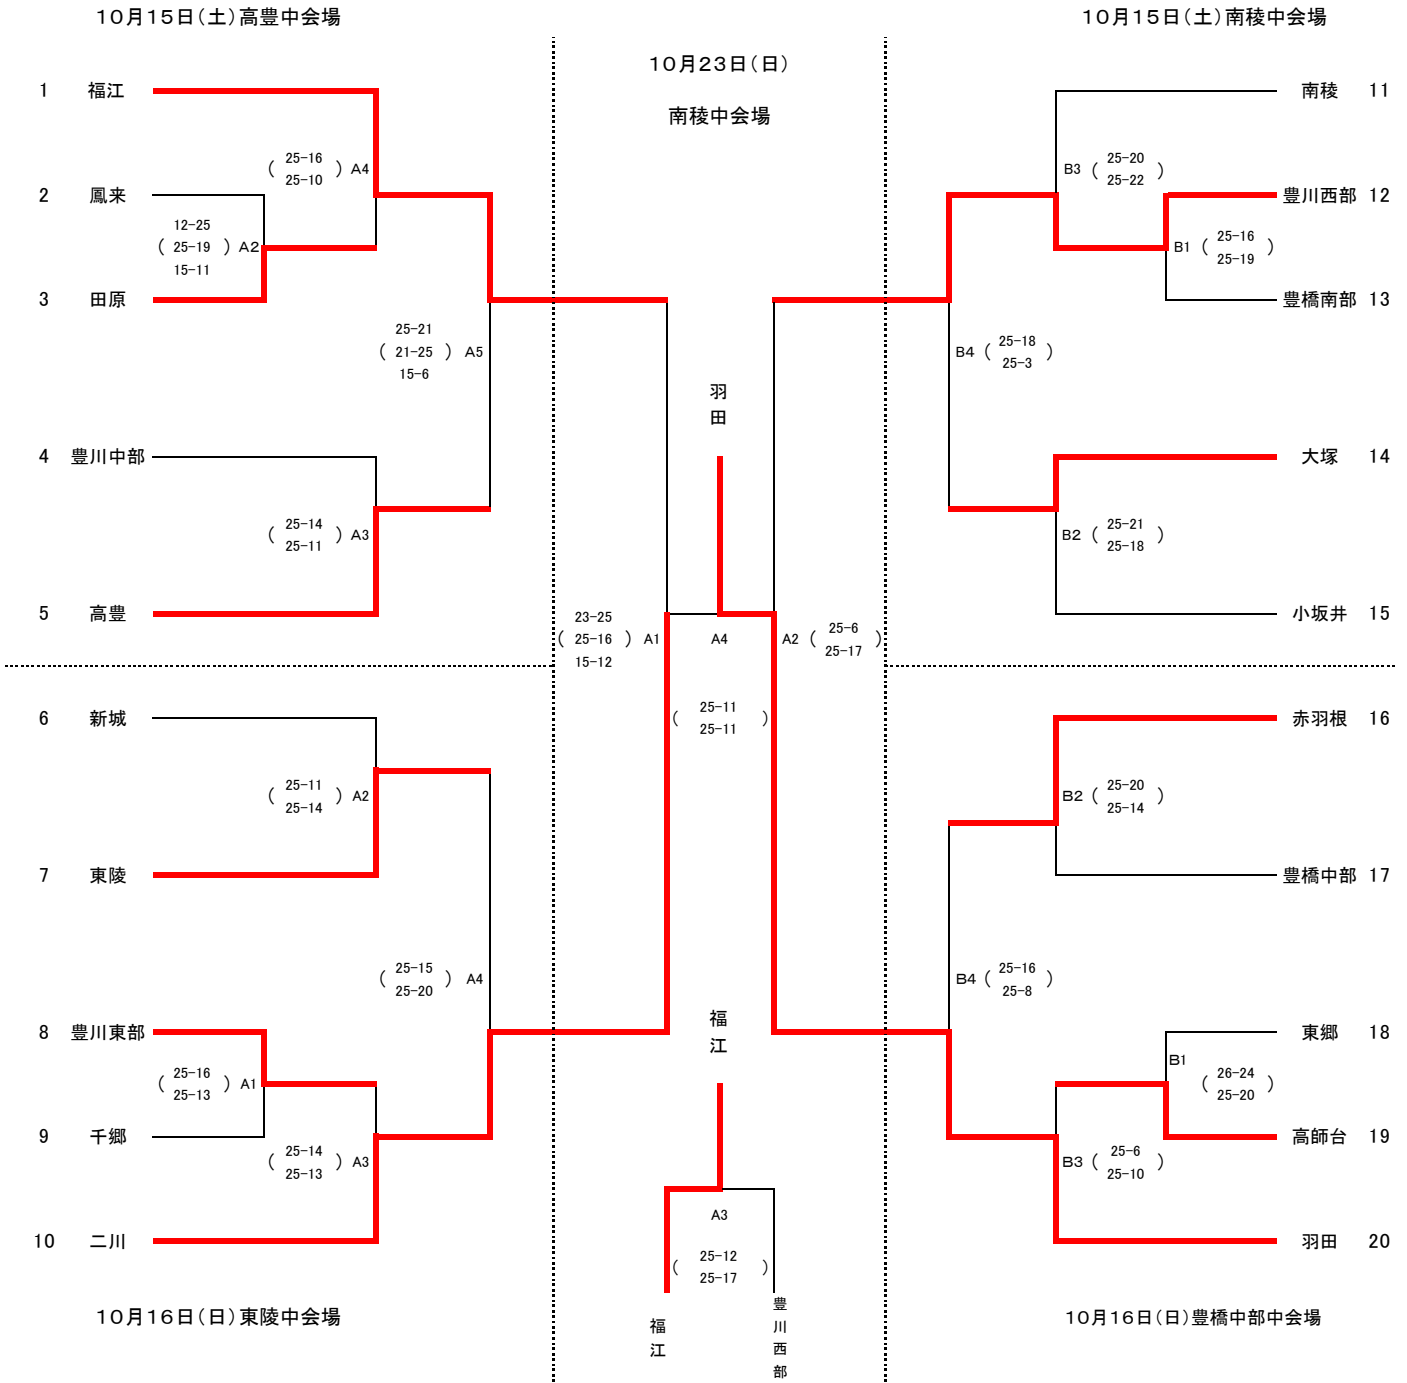 10月15日(土)高豊中会場
10月15日(土)南稜中会場
10月23日(日)
南稜中会場
1 福江
2 鳳来
3 田原
4 豊川中部
5 高豊
6 新城
7 東陵
8 豊川東部
9 千郷
10 二川
( 25-16 ) A4
25-10
12-25
( 25-19 ) A2
15-11
25-21
( 21-25 ) A5
15-6
( 25-14 ) A3
25-11
( 25-11 ) A2
25-14
( 25-15 ) A4
25-20
( 25-16 ) A1
25-13
( 25-14 ) A3
25-13
羽田
23-25
( 25-16 ) A1
15-12
A4
( 25-11 )
25-11
A2 ( 25-6 )
25-17
福江
A3
( 25-12 )
25-17
福江
豊川西部
南稜 11
豊川西部 12
豊橋南部 13
大塚 14
小坂井 15
赤羽根 16
豊橋中部 17
東郷 18
高師台 19
羽田 20
B3 ( 25-20 )
25-22
B1 ( 25-16 )
25-19
B4 ( 25-18 )
25-3
B2 ( 25-21 )
25-18
B2 ( 25-20 )
25-14
B4 ( 25-16 )
25-8
B1
( 26-24 )
25-20
B3 ( 25-6 )
25-10
10月16日(日)東陵中会場
10月16日(日)豊橋中部中会場